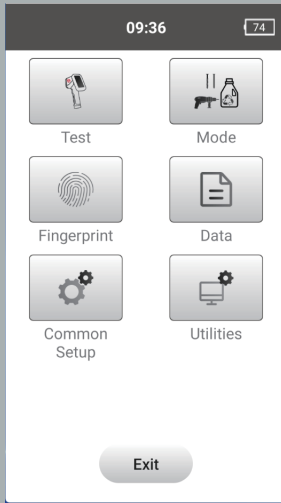 09:36
74
Test
Mode
Fingerprint
Data
Common
Setup
Utilities
Exit